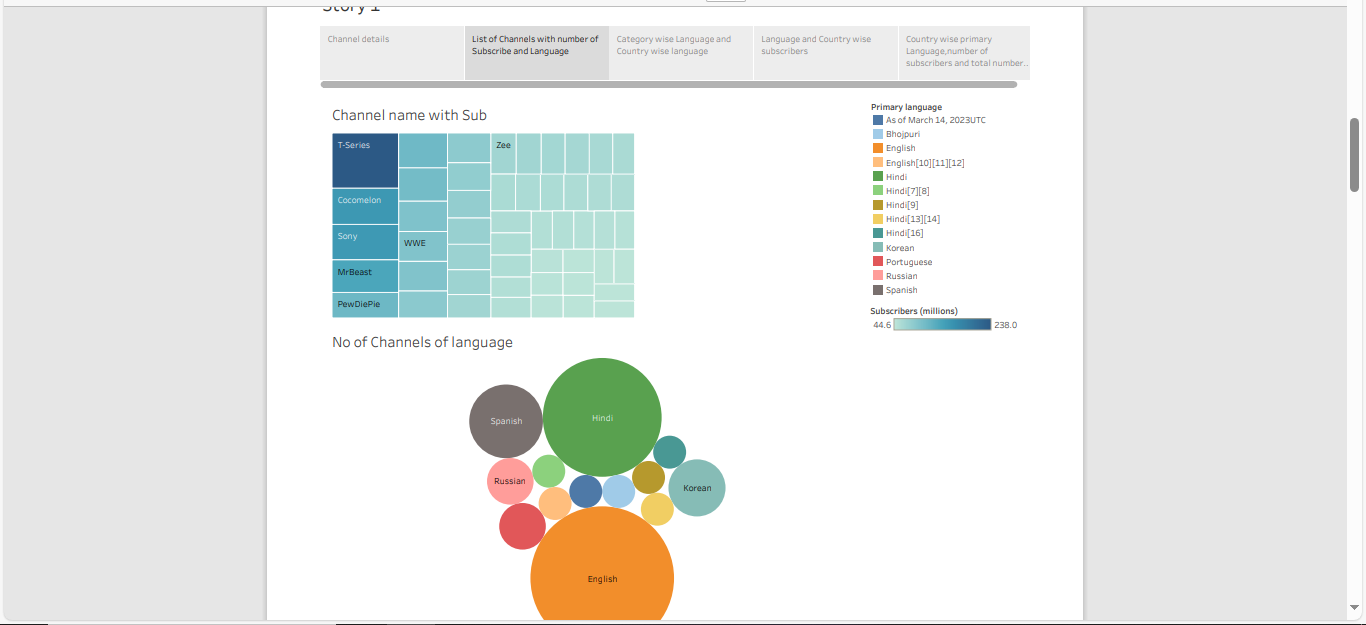 Story 1
Channel details
List of Channels with number of
Subscribe and Language
Category wise Language and
Country wise language
Language and Country wise
subscribers
Country wise primary
Language,number of
subscribers and total number..
Channel name with Sub
T-Series
Cocomelon
Sony
MrBeast
PewDiePie
WWE
Zee
Primary language
As of March 14, 2023UTC
Bhojpuri
English
English[10][11][12]
Hindi
Hindi[7][8]
Hindi[9]
Hindi[13][14]
Hindi[16]
Korean
Portuguese
Russian
Spanish
Subscribers (millions)
44.6
238.0
No of Channels of language
Spanish
Hindi
Russian
Korean
English